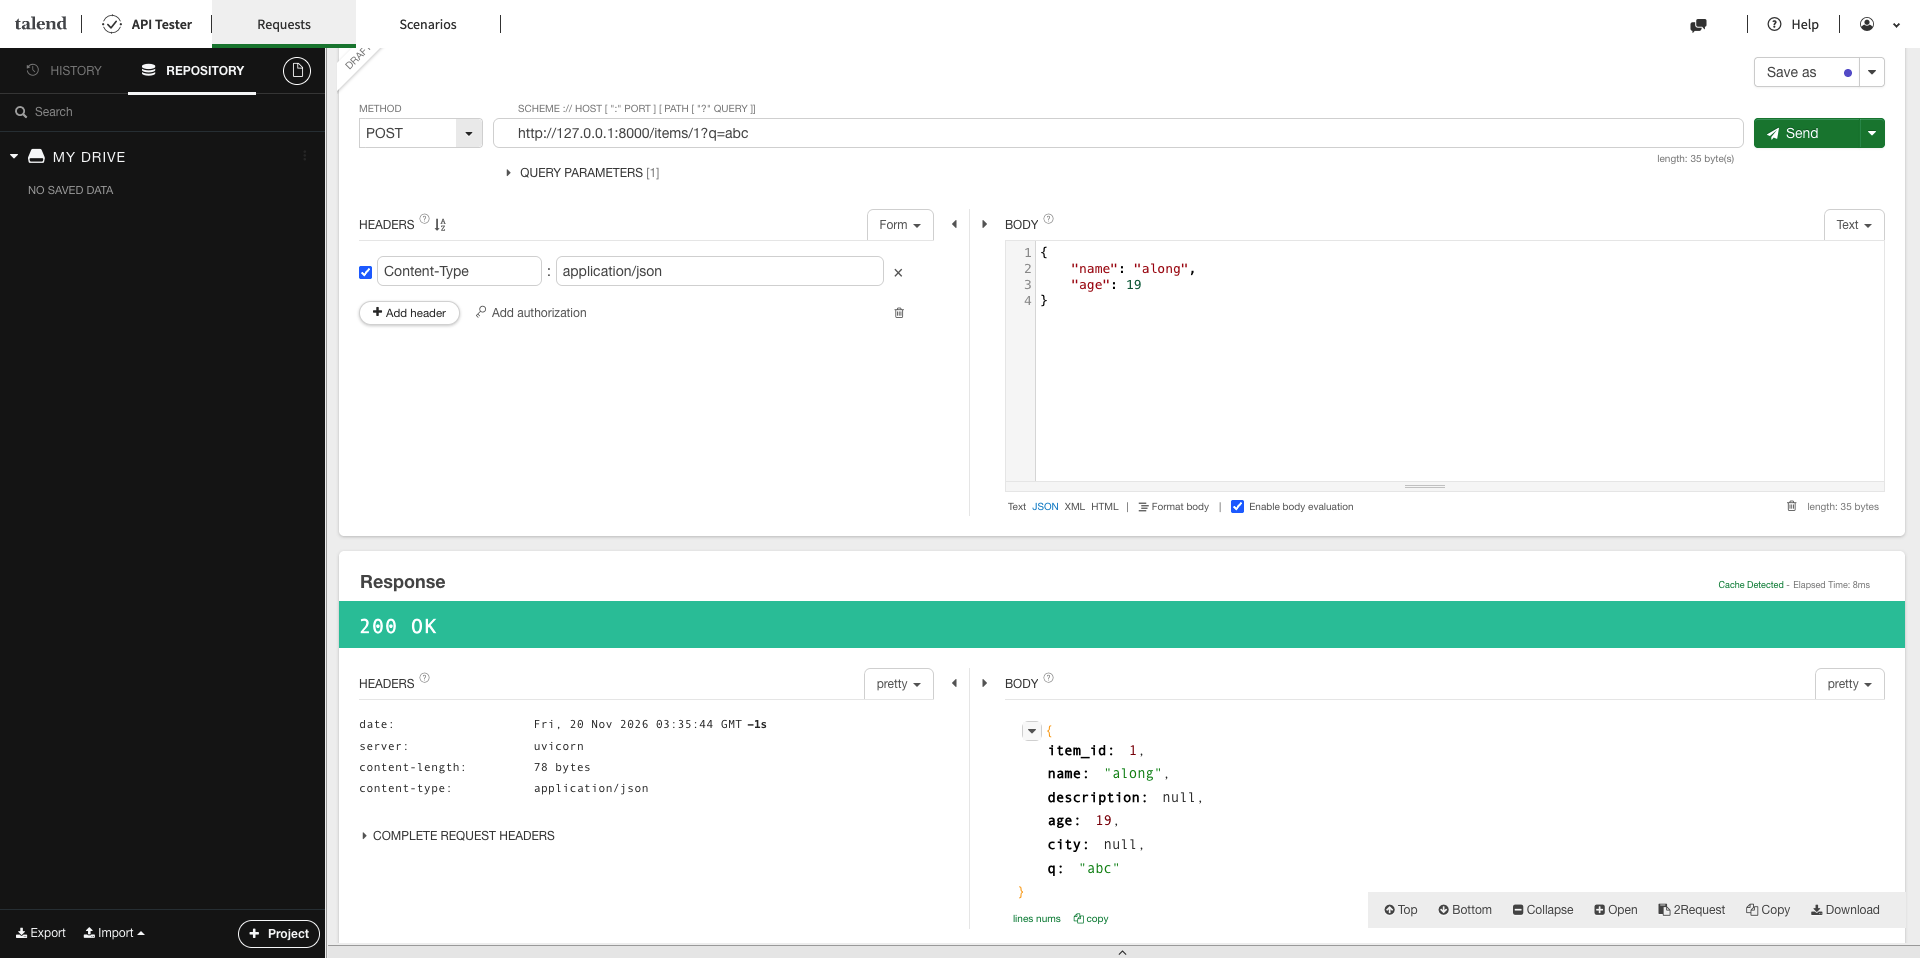 talend API Tester Requests Scenarios Help
HISTORY REPOSITORY
Search
MY DRIVE
NO SAVED DATA
Export Import + Project
DRAFT
Save as
METHOD SCHEME :// HOST [ ":" PORT ] [ PATH [ "?" QUERY ]]
POST http://127.0.0.1:8000/items/1?q=abc Send
length: 35 byte(s)
QUERY PARAMETERS [1]
HEADERS ? Form
Content-Type : application/json ×
+ Add header Add authorization
BODY ? Text
1 {
2 "name": "along",
3 "age": 19
4 }
Text JSON XML HTML | Format body | Enable body evaluation length: 35 bytes
Response Cache Detected - Elapsed Time: 8ms
200 OK
HEADERS ? pretty
date: Fri, 20 Nov 2026 03:35:44 GMT -1s
server: uvicorn
content-length: 78 bytes
content-type: application/json
COMPLETE REQUEST HEADERS
BODY ? pretty
{
item_id: 1,
name: "along",
description: null,
age: 19,
city: null,
q: "abc"
}
lines nums copy
Top Bottom Collapse Open 2Request Copy Download